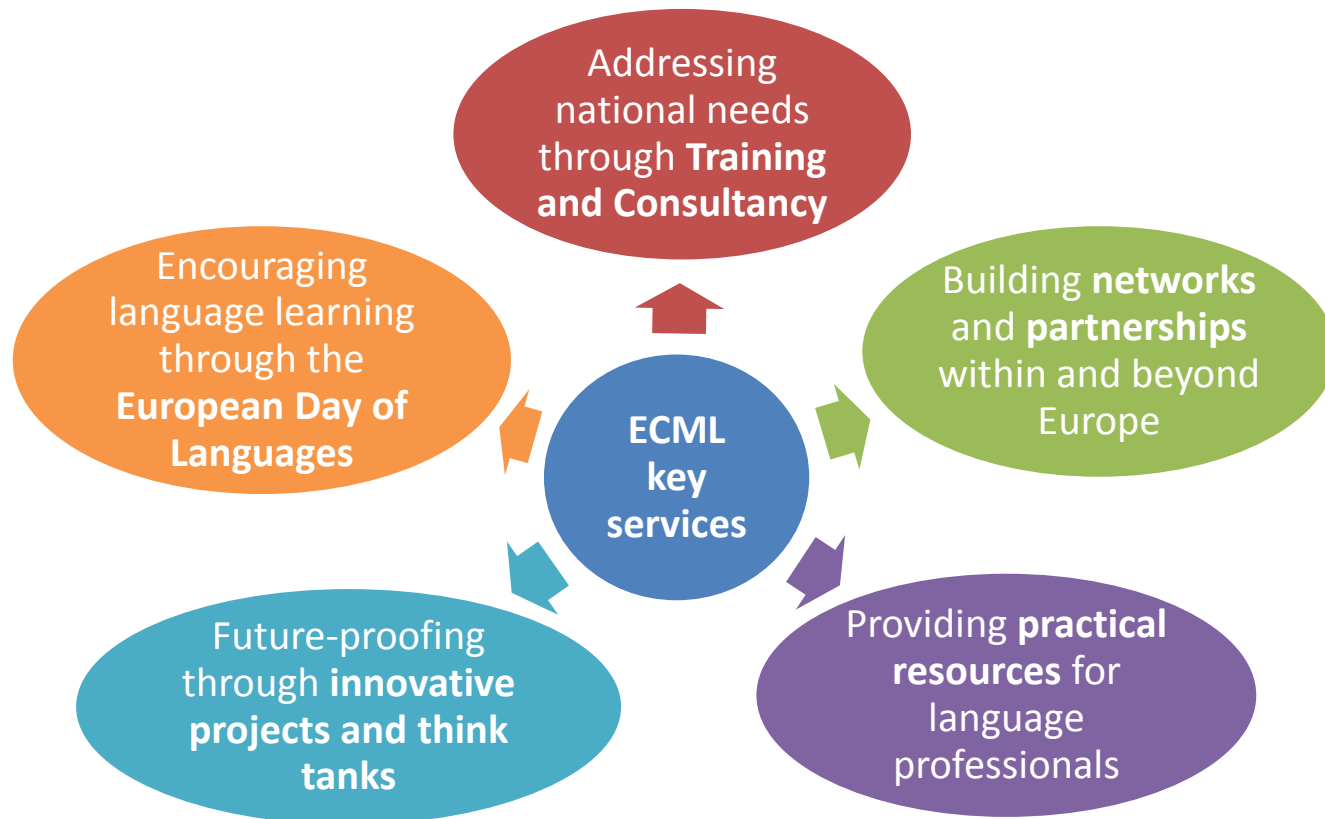 Addressing
national needs
through Training
and Consultancy
Encouraging
language learning
through the
European Day of
Languages
Building networks
and partnerships
within and beyond
Europe
ECML
key
services
Future-proofing
through innovative
projects and think
tanks
Providing practical
resources for
language
professionals